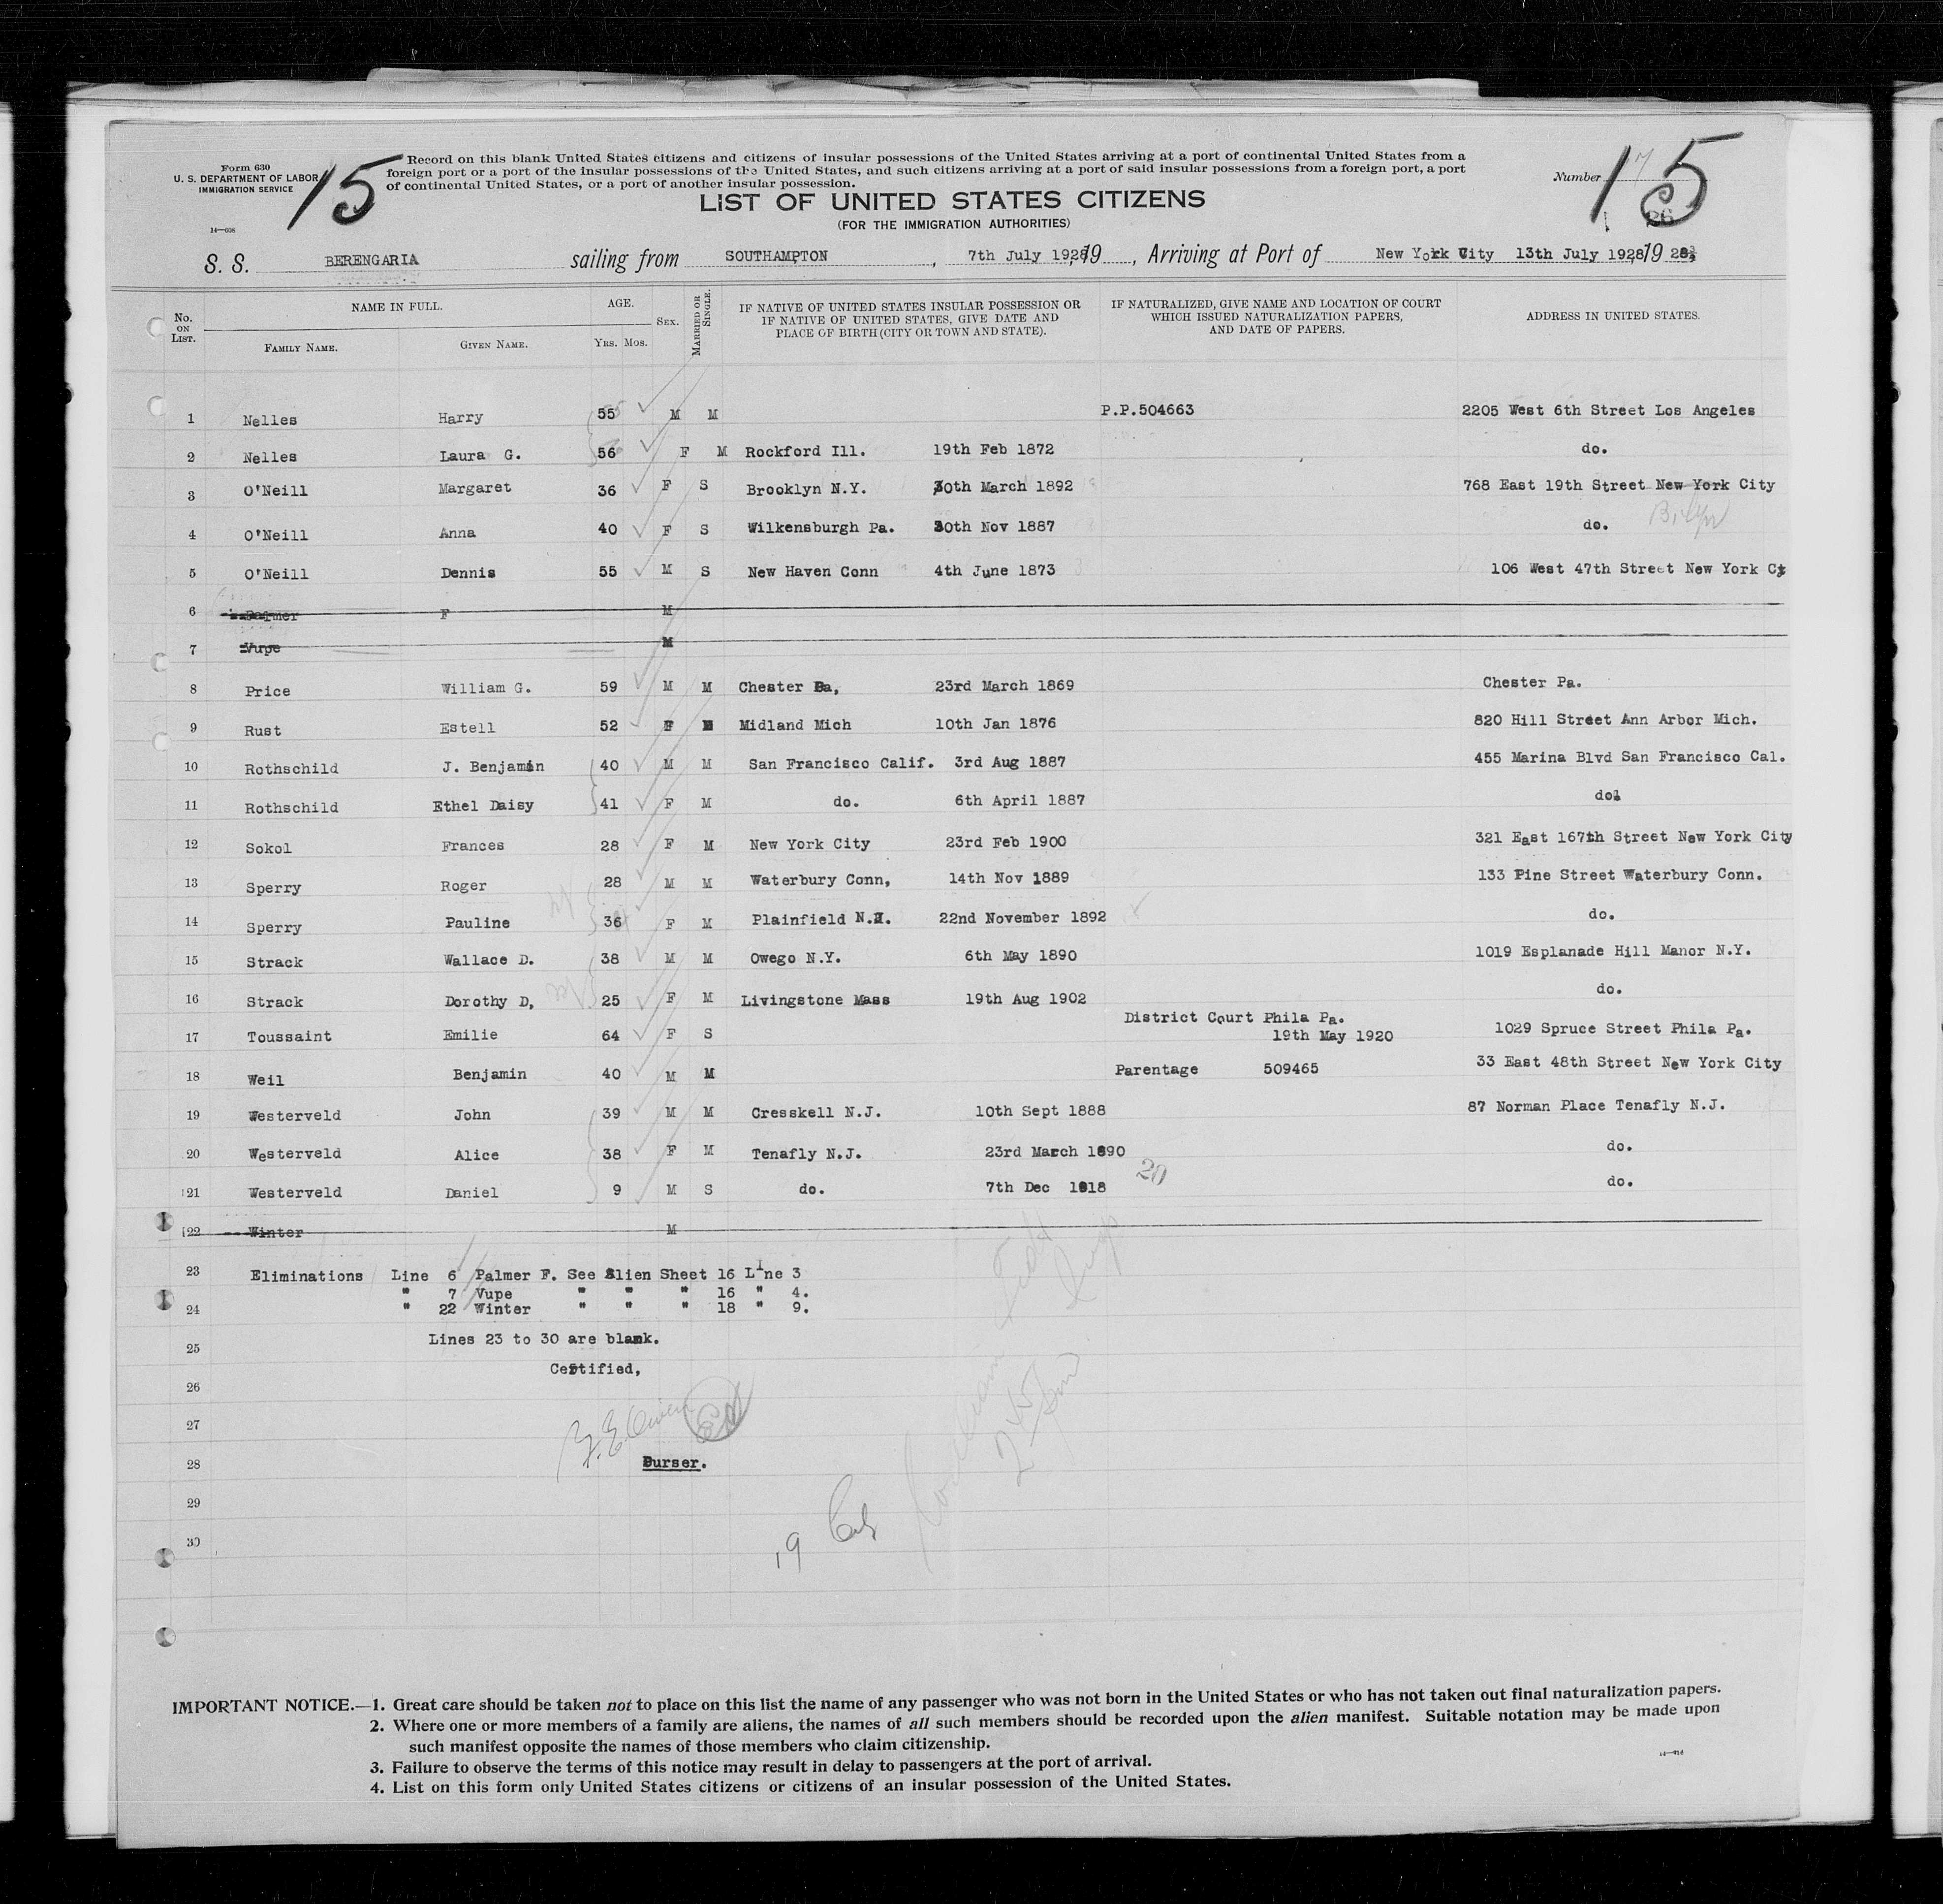 Form 630
U. S. DEPARTMENT OF LABOR
IMMIGRATION SERVICE
14—608
15
Record on this blank United States citizens and citizens of insular possessions of the United States arriving at a port of continental United States from a
foreign port or a port of the insular possessions of the United States, and such citizens arriving at a port of said insular possessions from a foreign port, a port
of continental United States, or a port of another insular possession.
Number 15
LIST OF UNITED STATES CITIZENS
(FOR THE IMMIGRATION AUTHORITIES)
S. S. BERENGARIA sailing from SOUTHAMPTON, 7th July 1928, 19, Arriving at Port of New York City 13th July 1928, 19 28
No. ON LIST. NAME IN FULL. FAMILY NAME. GIVEN NAME. AGE. YRS. MOS. SEX. MARRIED OR SINGLE. IF NATIVE OF UNITED STATES INSULAR POSSESSION OR IF NATIVE OF UNITED STATES, GIVE DATE AND PLACE OF BIRTH (CITY OR TOWN AND STATE). IF NATURALIZED, GIVE NAME AND LOCATION OF COURT WHICH ISSUED NATURALIZATION PAPERS, AND DATE OF PAPERS. ADDRESS IN UNITED STATES.
1 Nelles Harry 55 M M P.P.504663 2205 West 6th Street Los Angeles
2 Nelles Laura G. 56 F M Rockford Ill. 19th Feb 1872 do.
3 O'Neill Margaret 36 F S Brooklyn N.Y. 30th March 1892 768 East 19th Street New York City
4 O'Neill Anna 40 F S Wilkensburgh Pa. 30th Nov 1887 do. Bklyn
5 O'Neill Dennis 55 M S New Haven Conn 4th June 1873 106 West 47th Street New York Ct
6 Palmer F M
7 Vupe M
8 Price William G. 59 M M Chester Pa, 23rd March 1869 Chester Pa.
9 Rust Estell 52 F M Midland Mich 10th Jan 1876 820 Hill Street Ann Arbor Mich.
10 Rothschild J. Benjamin 40 M M San Francisco Calif. 3rd Aug 1887 455 Marina Blvd San Francisco Cal.
11 Rothschild Ethel Daisy 41 F M do. 6th April 1887 do.
12 Sokol Frances 28 F M New York City 23rd Feb 1900 321 East 167th Street New York City
13 Sperry Roger 28 M M Waterbury Conn, 14th Nov 1889 133 Pine Street Waterbury Conn.
14 Sperry Pauline 36 F M Plainfield N.J. 22nd November 1892 do.
15 Strack Wallace D. 38 M M Owego N.Y. 6th May 1890 1019 Esplanade Hill Manor N.Y.
16 Strack Dorothy D, 25 F M Livingstone Mass 19th Aug 1902 do.
17 Toussaint Emilie 64 F S District Court Phila Pa. 19th May 1920 1029 Spruce Street Phila Pa.
18 Weil Benjamin 40 M M Parentage 509465 33 East 48th Street New York City
19 Westerveld John 39 M M Cresskell N.J. 10th Sept 1888 87 Norman Place Tenafly N.J.
20 Westerveld Alice 38 F M Tenafly N.J. 23rd March 1890 do.
21 Westerveld Daniel 9 M S do. 7th Dec 1918 do.
22 Winter M
23 Eliminations Line 6 Palmer F. See Alien Sheet 16 Line 3
" 7 Vupe " " " 16 " 4.
24 " 22 Winter " " " 18 " 9.
25 Lines 23 to 30 are blank.
Certified,
26
27
28 Purser.
29
30
19
IMPORTANT NOTICE.—1. Great care should be taken not to place on this list the name of any passenger who was not born in the United States or who has not taken out final naturalization papers.
2. Where one or more members of a family are aliens, the names of all such members should be recorded upon the alien manifest. Suitable notation may be made upon
such manifest opposite the names of those members who claim citizenship.
3. Failure to observe the terms of this notice may result in delay to passengers at the port of arrival.
4. List on this form only United States citizens or citizens of an insular possession of the United States.